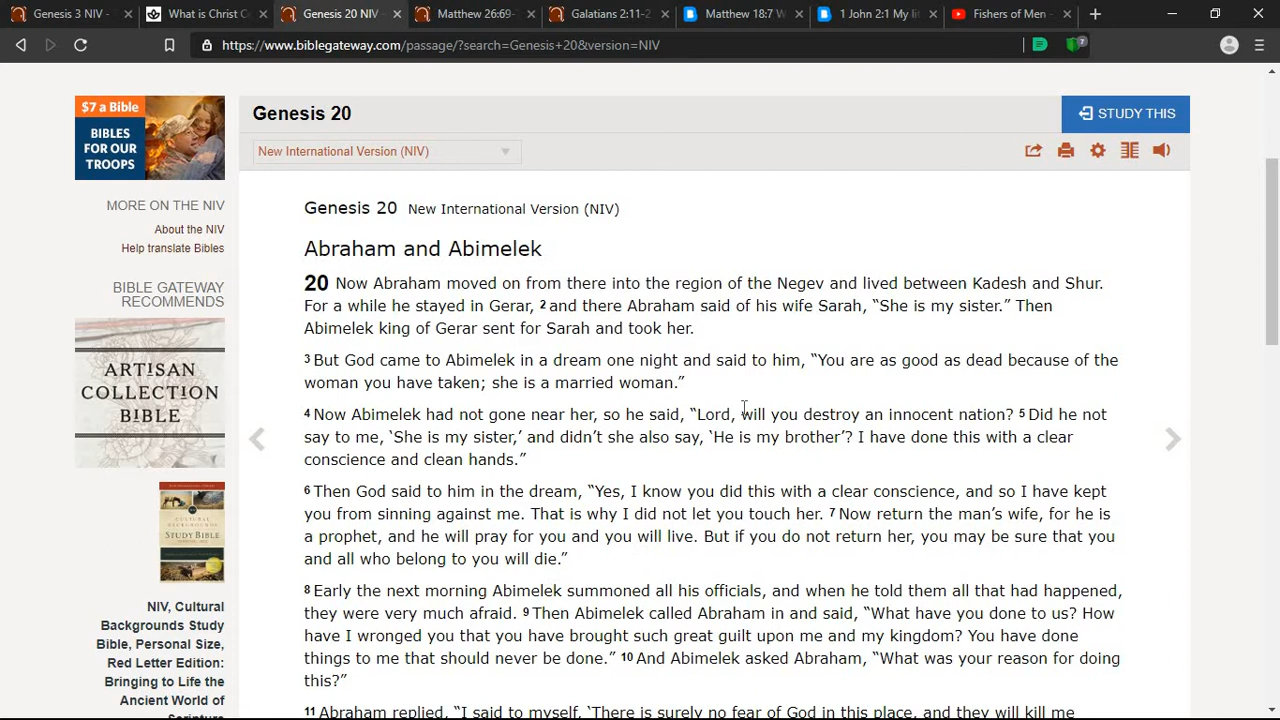 Genesis 3 NIV -
What is Christ Ce
Genesis 20 NIV -
Matthew 26:69-
Galatians 2:11-2
Matthew 18:7 W
1 John 2:1 My lit
Fishers of Men -
https://www.biblegateway.com/passage/?search=Genesis+20&version=NIV
7
$7 a Bible
BIBLES
FOR OUR
TROOPS
MORE ON THE NIV
About the NIV
Help translate Bibles
BIBLE GATEWAY
RECOMMENDS
ARTISAN
COLLECTION
BIBLE
CULTURAL
BACKGROUNDS
STUDY BIBLE
NIV, Cultural
Backgrounds Study
Bible, Personal Size,
Red Letter Edition:
Bringing to Life the
Ancient World of
Scripture
Genesis 20
STUDY THIS
New International Version (NIV)
Genesis 20 New International Version (NIV)
Abraham and Abimelek
20 Now Abraham moved on from there into the region of the Negev and lived between Kadesh and Shur.
For a while he stayed in Gerar, 2 and there Abraham said of his wife Sarah, “She is my sister.” Then
Abimelek king of Gerar sent for Sarah and took her.
3 But God came to Abimelek in a dream one night and said to him, “You are as good as dead because of the
woman you have taken; she is a married woman.”
4 Now Abimelek had not gone near her, so he said, “Lord, will you destroy an innocent nation? 5 Did he not
say to me, ‘She is my sister,’ and didn’t she also say, ‘He is my brother’? I have done this with a clear
conscience and clean hands.”
6 Then God said to him in the dream, “Yes, I know you did this with a clear conscience, and so I have kept
you from sinning against me. That is why I did not let you touch her. 7 Now return the man’s wife, for he is
a prophet, and he will pray for you and you will live. But if you do not return her, you may be sure that you
and all who belong to you will die.”
8 Early the next morning Abimelek summoned all his officials, and when he told them all that had happened,
they were very much afraid. 9 Then Abimelek called Abraham in and said, “What have you done to us? How
have I wronged you that you have brought such great guilt upon me and my kingdom? You have done
things to me that should never be done.” 10 And Abimelek asked Abraham, “What was your reason for doing
this?”
11 Abraham replied, “I said to myself, ‘There is surely no fear of God in this place, and they will kill me